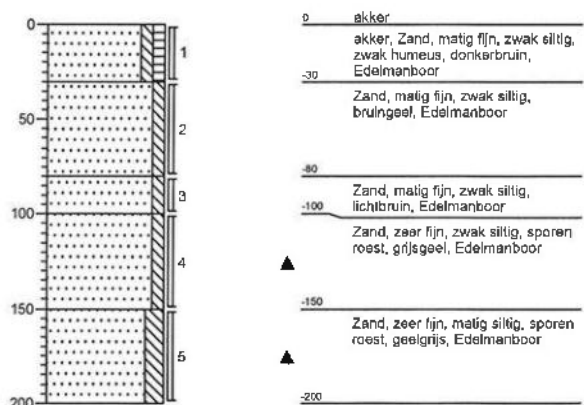 0
50
100
150
200
1
2
3
4
5
0 akker
akker, Zand, matig fijn, zwak siltig,
zwak humeus, donkerbruin,
Edelmanboor
-30
Zand, matig fijn, zwak siltig,
bruingeel, Edelmanboor
-80
Zand, matig fijn, zwak siltig,
lichtbruin, Edelmanboor
-100
Zand, zeer fijn, zwak siltig, sporen
roest, grijsgeel, Edelmanboor
-150
Zand, zeer fijn, matig siltig, sporen
roest, geelgrijs, Edelmanboor
-200